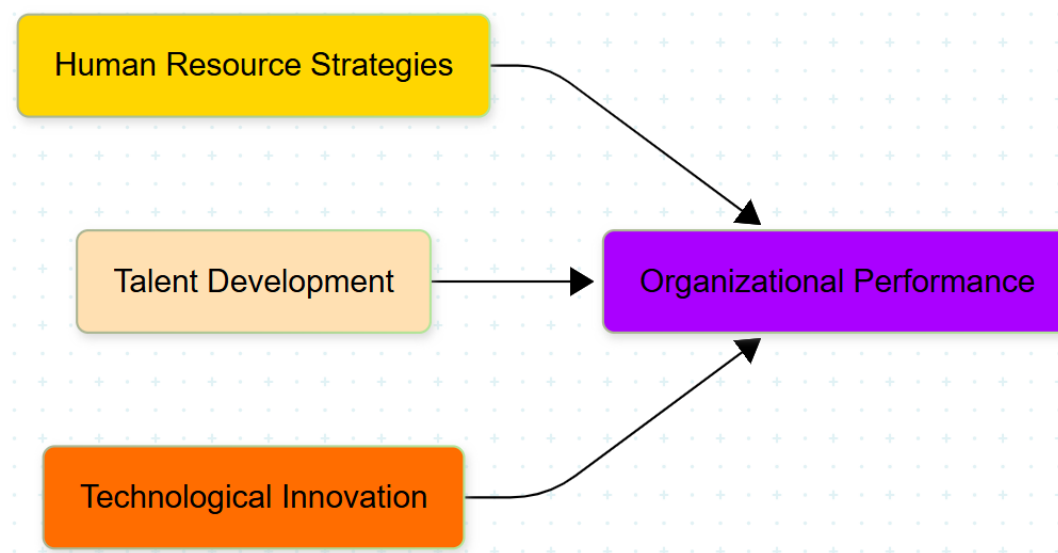 Human Resource Strategies
Talent Development
Organizational Performance
Technological Innovation